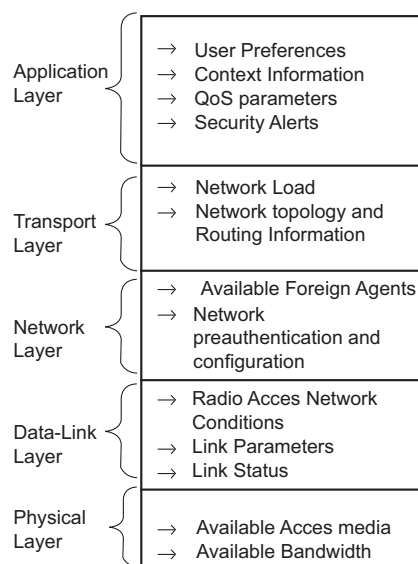 Application
Layer
→ User Preferences
→ Context Information
→ QoS parameters
→ Security Alerts
Transport
Layer
→ Network Load
→ Network topology and
Routing Information
Network
Layer
→ Available Foreign Agents
→ Network
preauthentication and
configuration
Data-Link
Layer
→ Radio Acces Network
Conditions
→ Link Parameters
→ Link Status
Physical
Layer
→ Available Acces media
→ Available Bandwidth